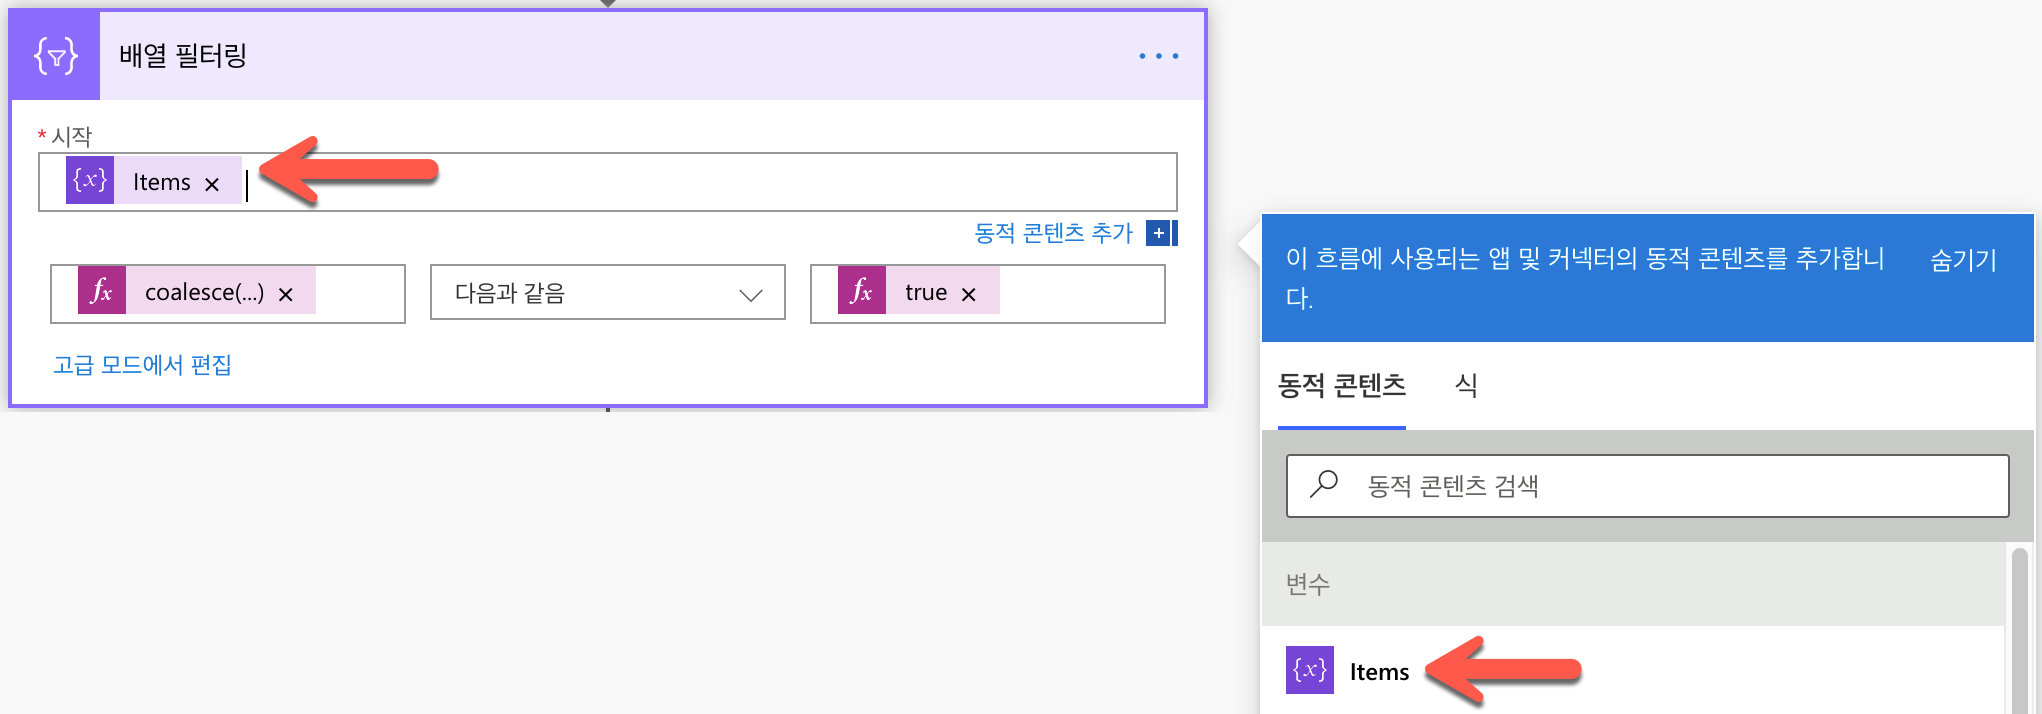 배열 필터링
* 시작
{x} Items ×
동적 콘텐츠 추가 +
fx coalesce(...) × 다음과 같음 fx true ×
고급 모드에서 편집
이 흐름에 사용되는 앱 및 커넥터의 동적 콘텐츠를 추가합니
다.
숨기기
동적 콘텐츠 식
동적 콘텐츠 검색
변수
{x} Items